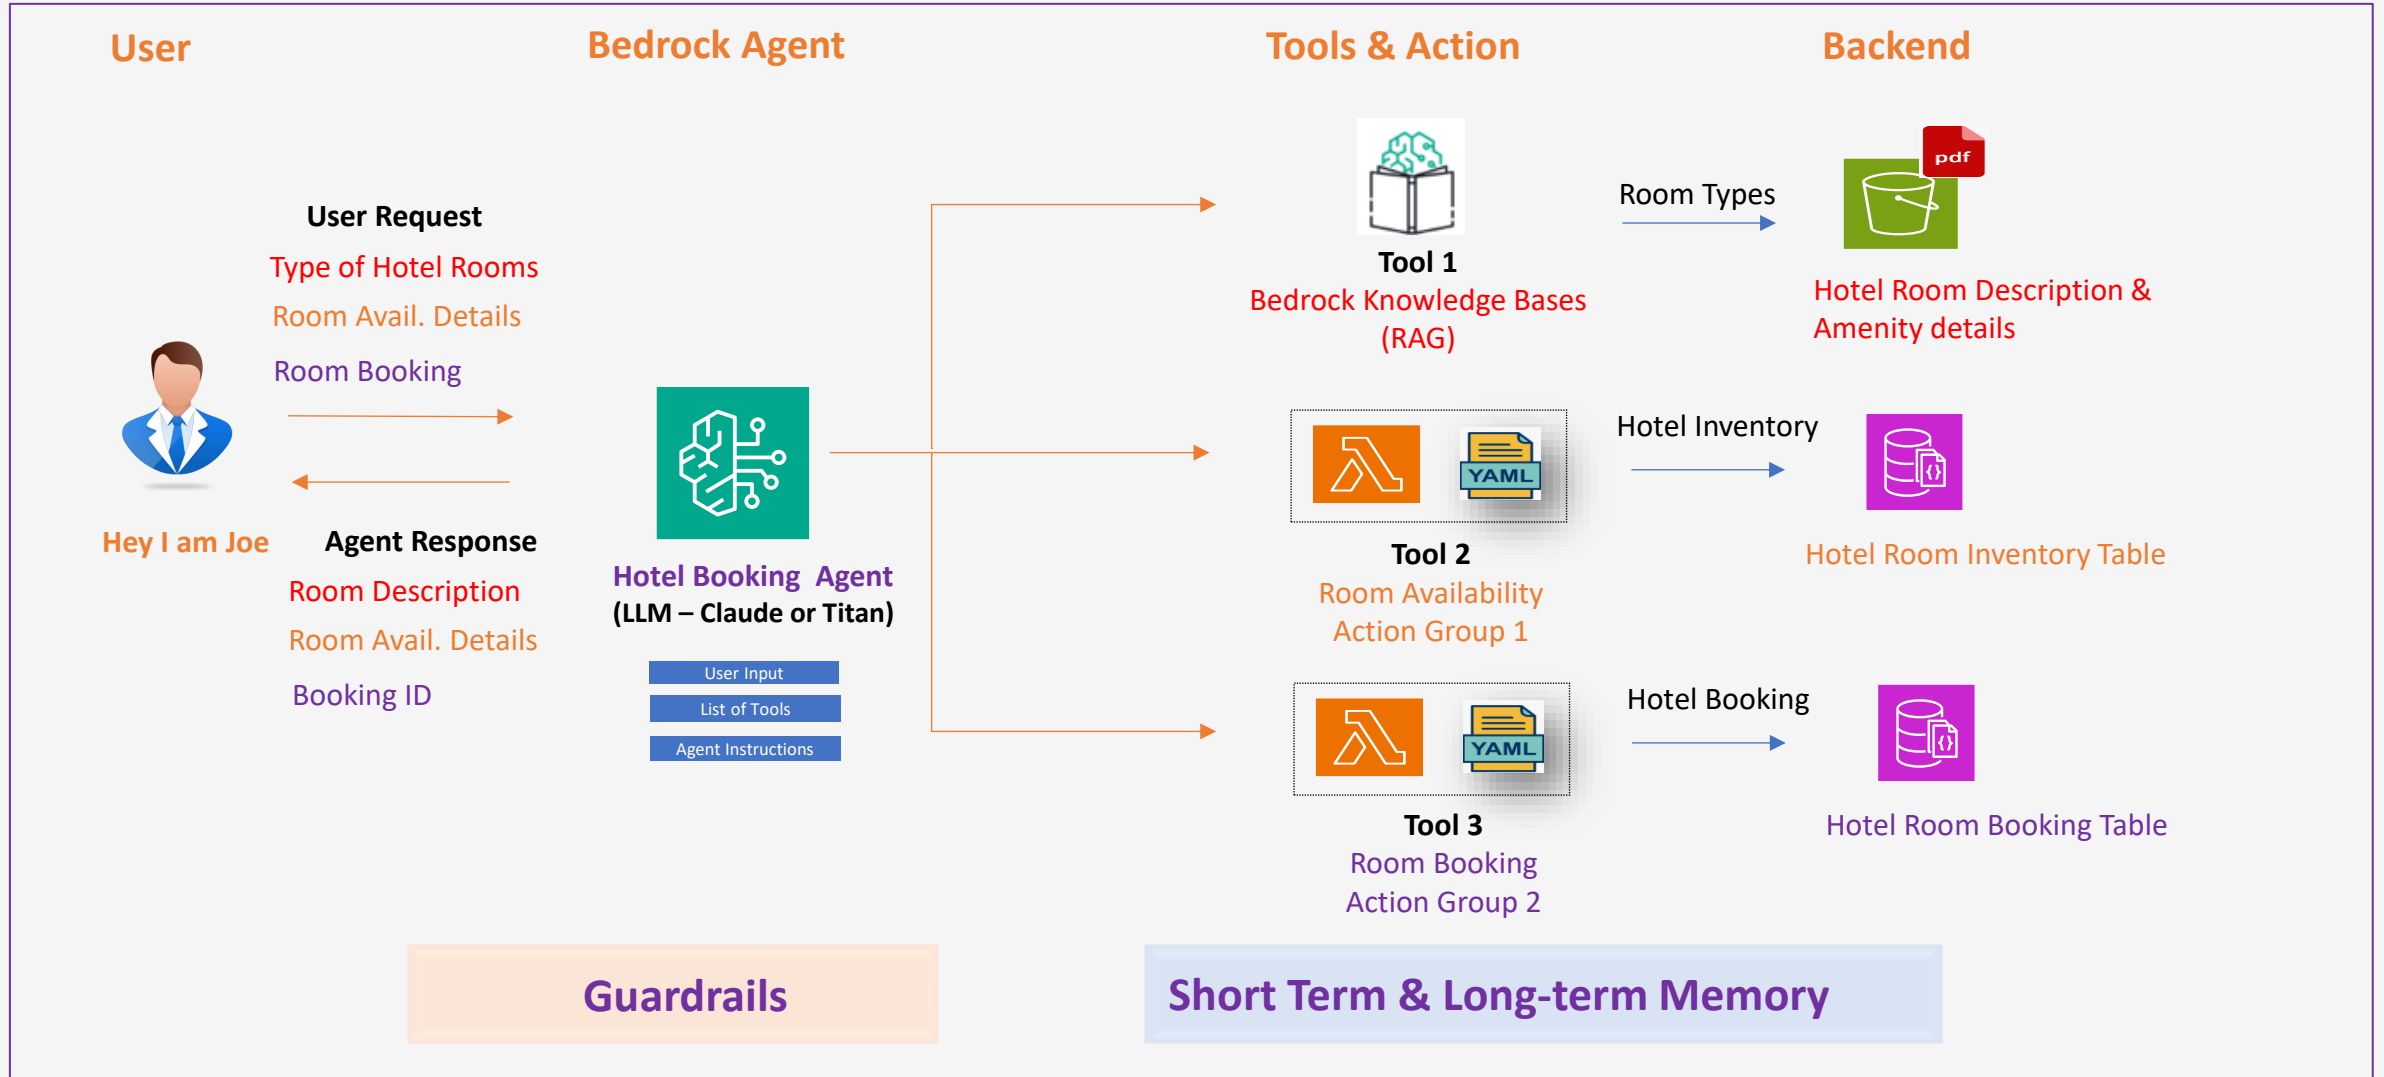 User
Bedrock Agent
Tools & Action
Backend
User Request
Type of Hotel Rooms
Room Avail. Details
Room Booking
Hey I am Joe
Agent Response
Room Description
Room Avail. Details
Booking ID
Hotel Booking Agent
(LLM – Claude or Titan)
User Input
List of Tools
Agent Instructions
Tool 1
Bedrock Knowledge Bases
(RAG)
Room Types
pdf
Hotel Room Description &
Amenity details
YAML
Tool 2
Room Availability
Action Group 1
Hotel Inventory
{}
Hotel Room Inventory Table
YAML
Tool 3
Room Booking
Action Group 2
Hotel Booking
{}
Hotel Room Booking Table
Guardrails
Short Term & Long-term Memory